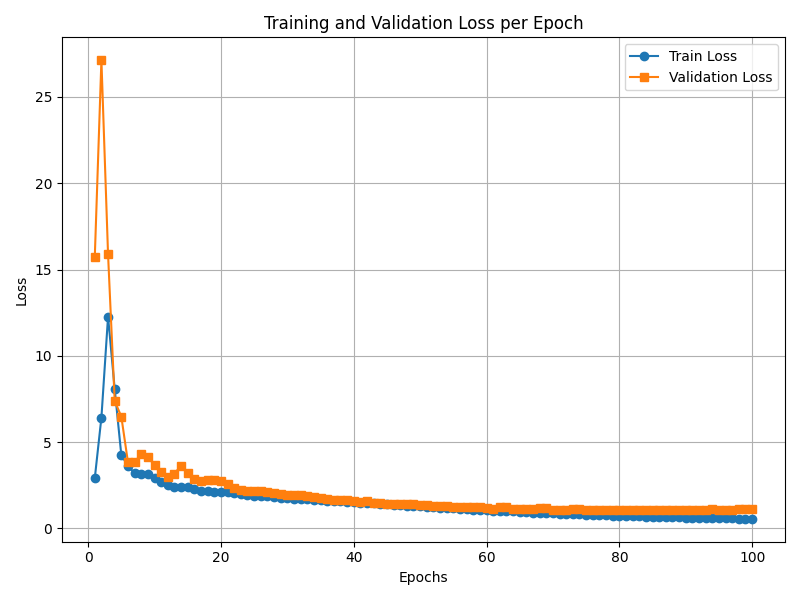 Training and Validation Loss per Epoch
Train Loss
Validation Loss
Loss
25
20
15
10
5
0
0 20 40 60 80 100
Epochs